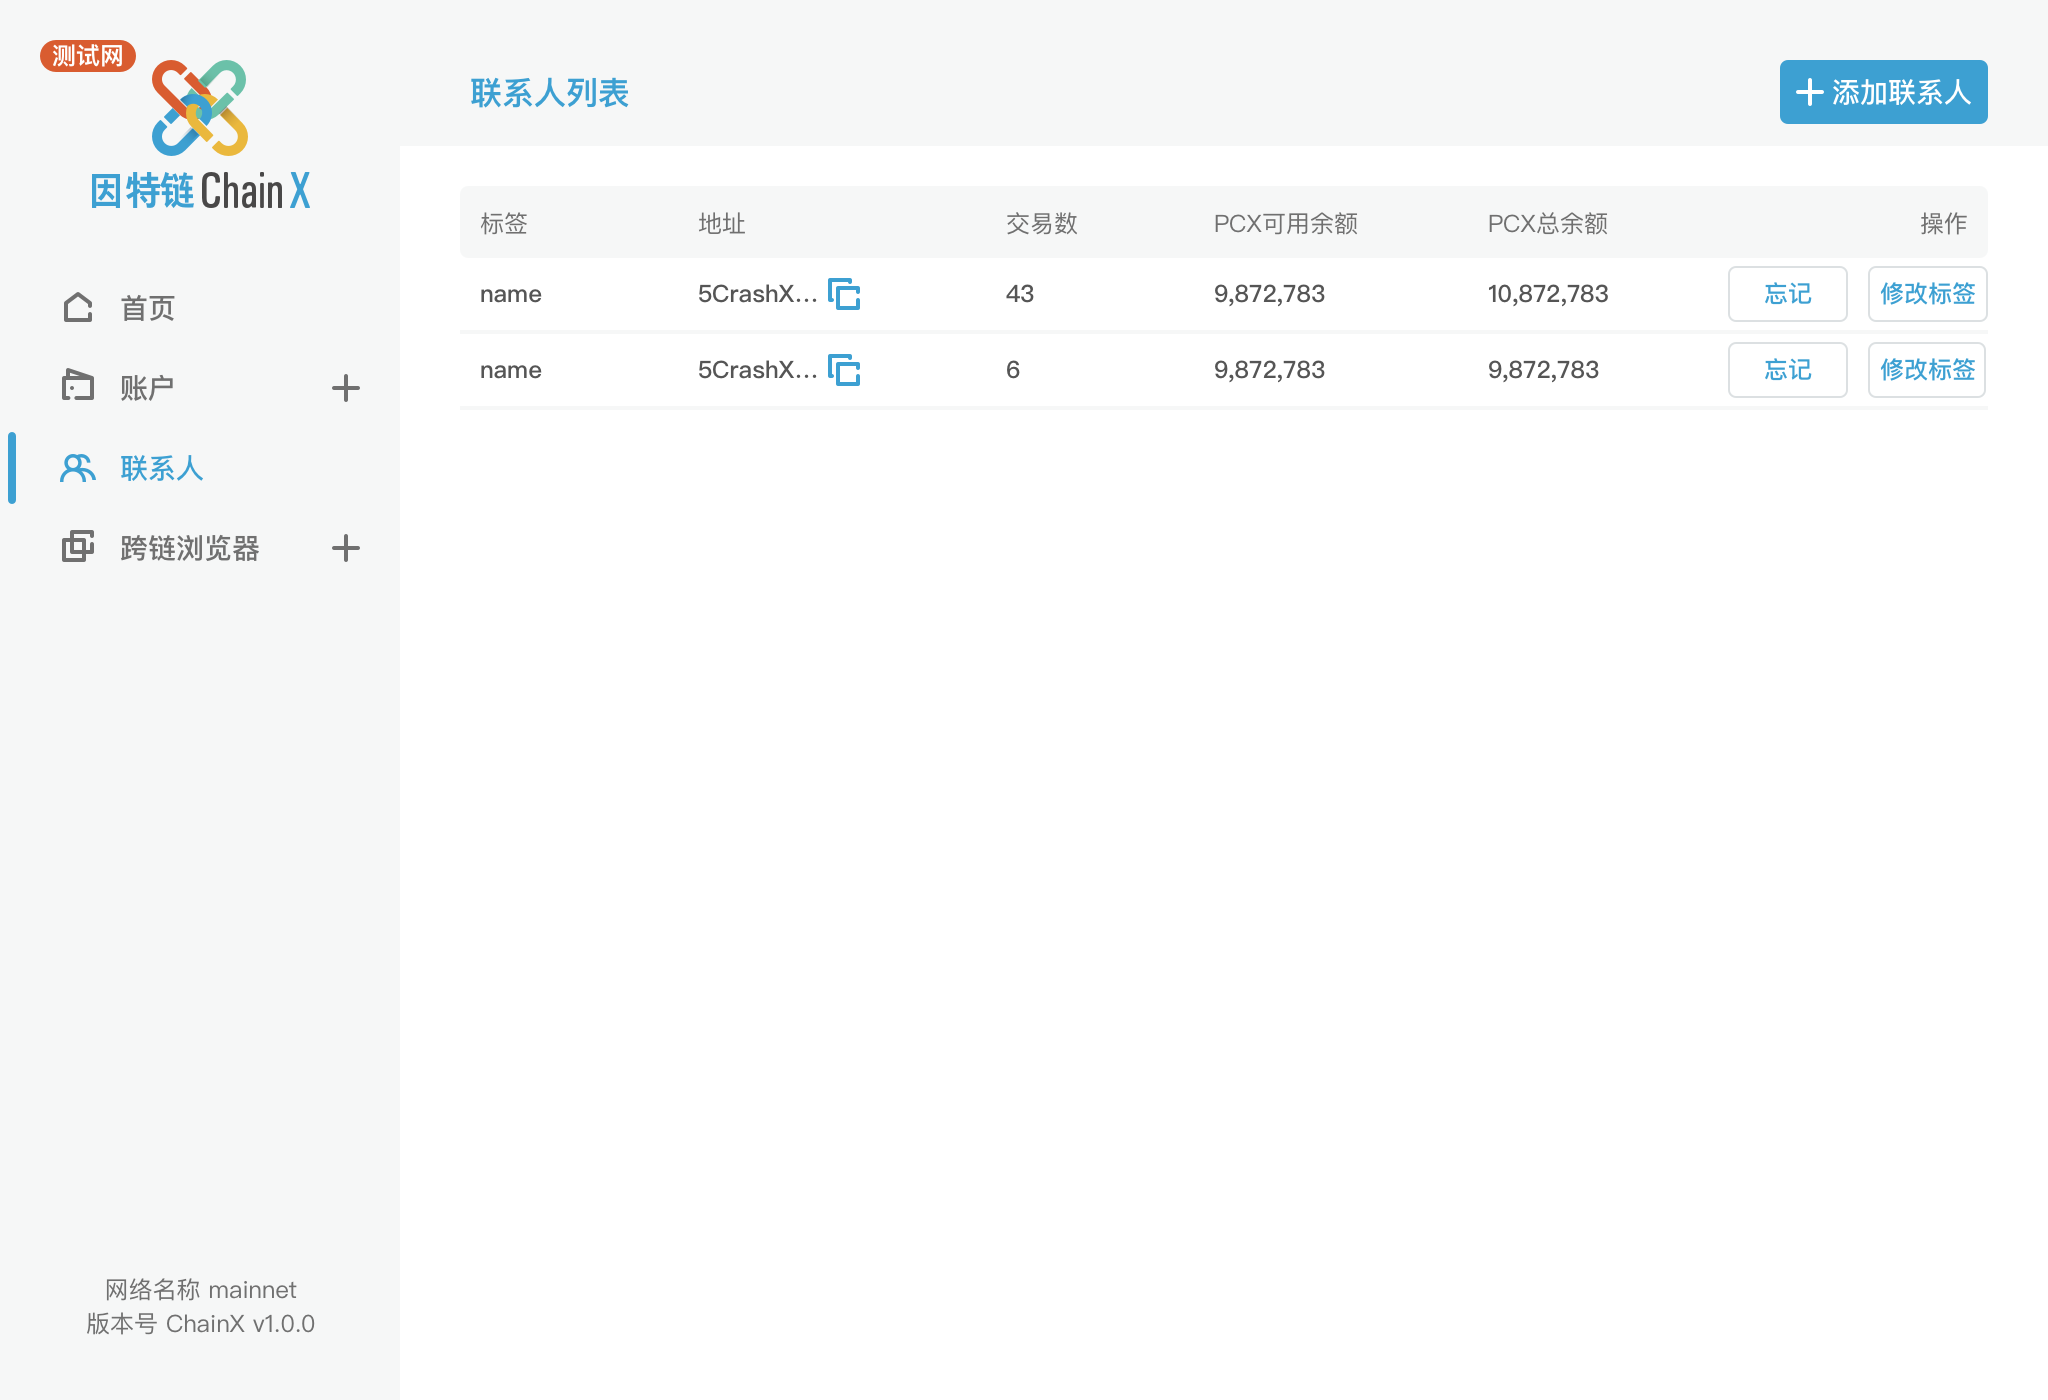 测试网
因特链 ChainX
首页
账户
联系人
跨链浏览器
网络名称 mainnet
版本号 ChainX v1.0.0
联系人列表
添加联系人
标签 地址 交易数 PCX可用余额 PCX总余额 操作
name 5CrashX... 43 9,872,783 10,872,783 忘记 修改标签
name 5CrashX... 6 9,872,783 9,872,783 忘记 修改标签